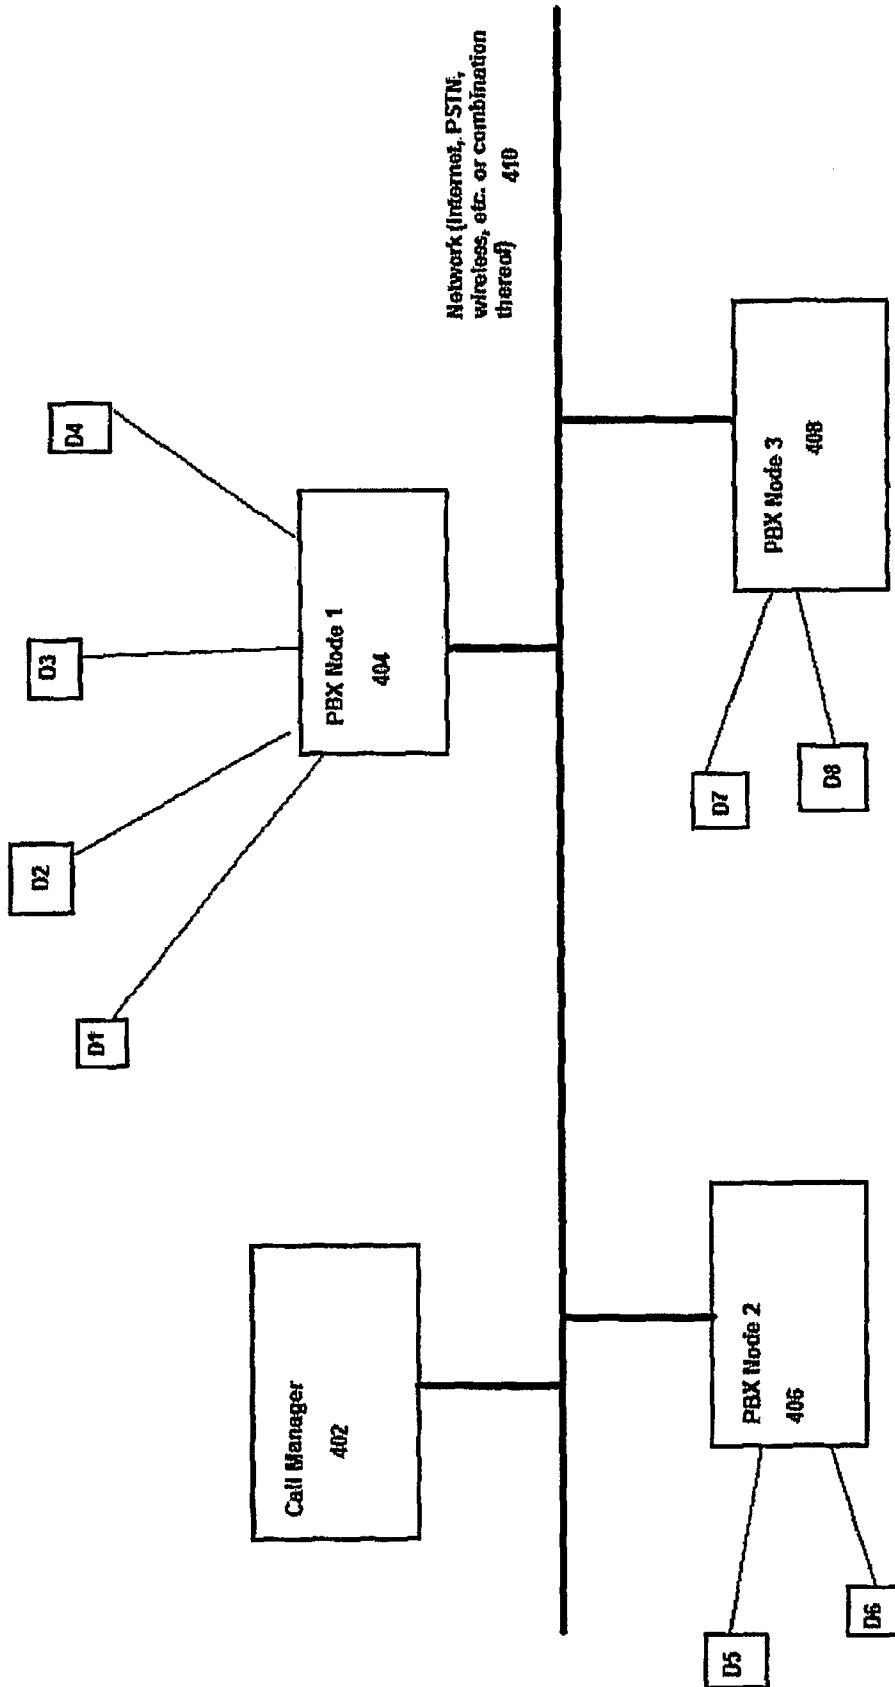 D1
D2
D3
D4
Call Manager
402
PBX Node 1
404
Network (Internet, PSTN,
wireless, etc. or combination
thereof) 410
D5
D6
PBX Node 2
406
D7
D8
PBX Node 3
408